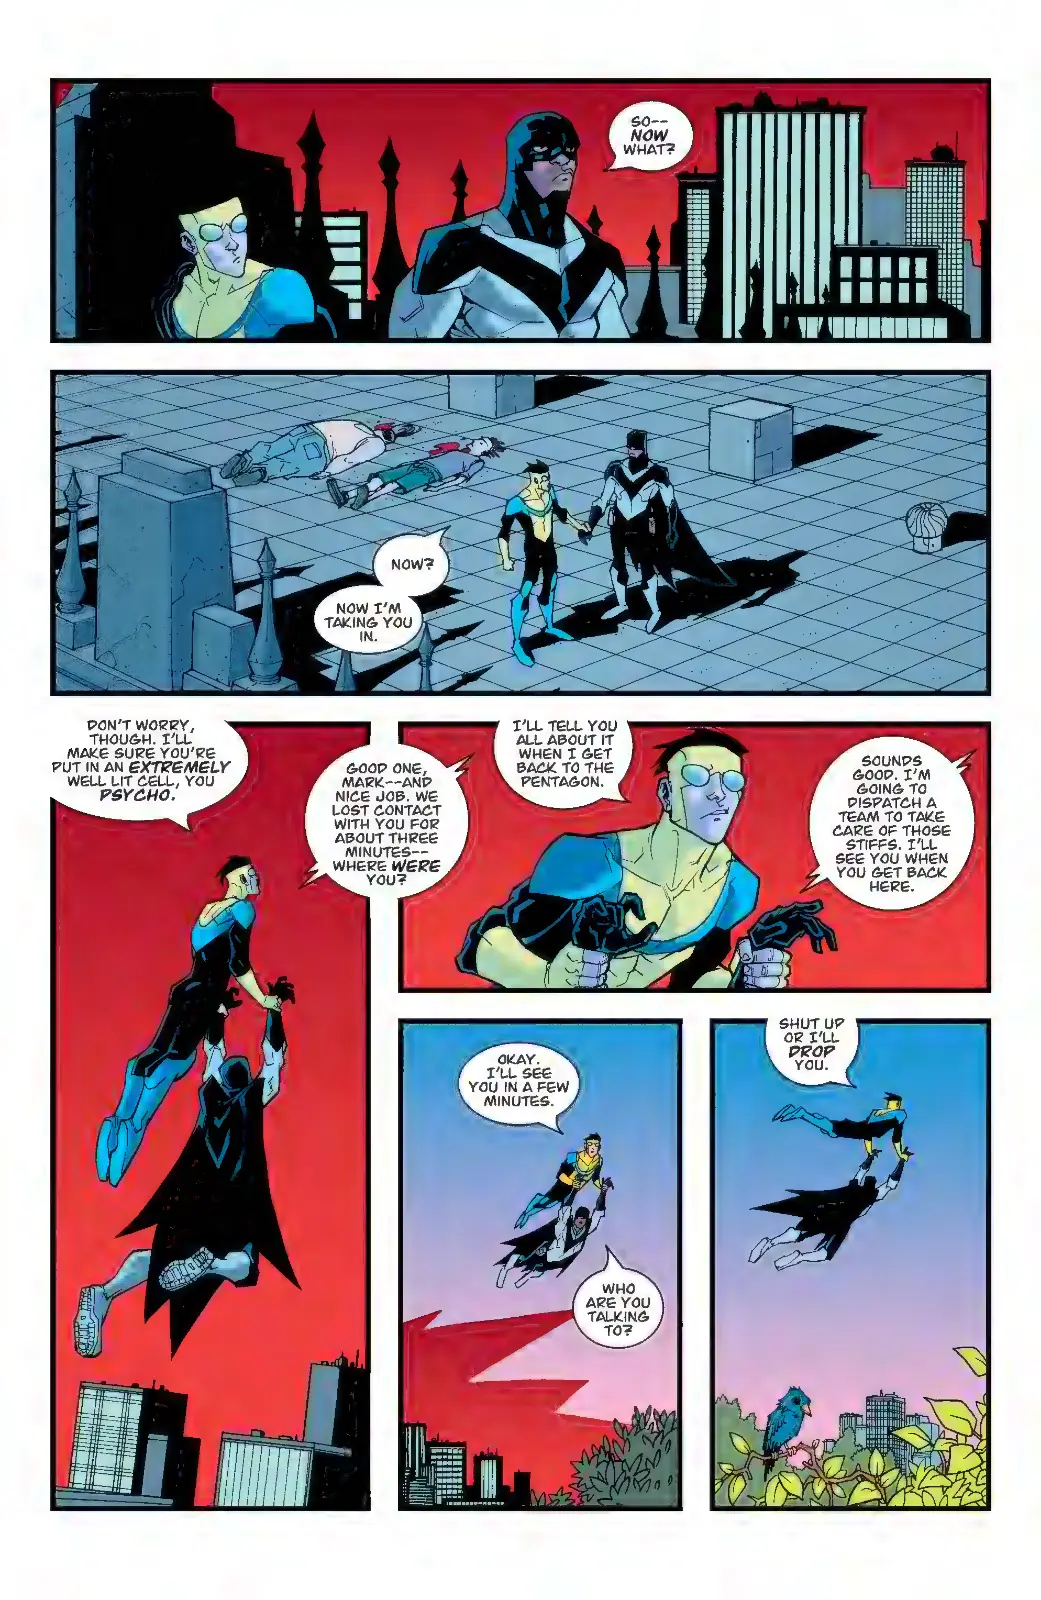 SO--
NOW
WHAT?
NOW?
NOW I'M
TAKING YOU
IN.
DON'T WORRY,
THOUGH. I'LL
MAKE SURE YOU'RE
PUT IN AN EXTREMELY
WELL LIT CELL, YOU
PSYCHO.
GOOD ONE,
MARK--AND
NICE JOB. WE
LOST CONTACT
WITH YOU FOR
ABOUT THREE
MINUTES--
WHERE WERE
YOU?
I'LL TELL YOU
ALL ABOUT IT
WHEN I GET
BACK TO THE
PENTAGON.
SOUNDS
GOOD. I'M
GOING TO
DISPATCH A
TEAM TO TAKE
CARE OF THOSE
STIFFS. I'LL
SEE YOU WHEN
YOU GET BACK
HERE.
OKAY.
I'LL SEE
YOU IN A FEW
MINUTES.
WHO
ARE YOU
TALKING
TO?
SHUT UP
OR I'LL
DROP
YOU.